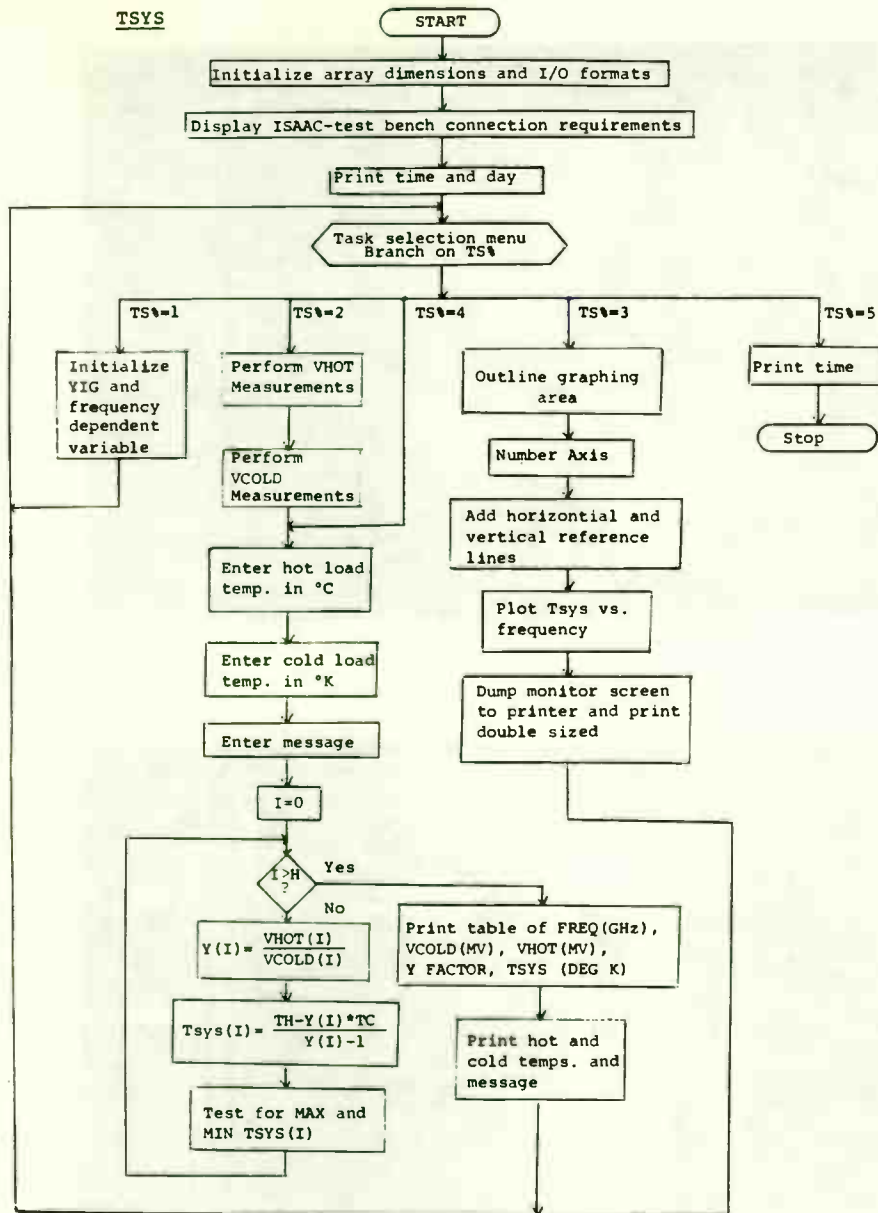 TSYS
START
Initialize array dimensions and I/O formats
Display ISAAC-test bench connection requirements
Print time and day
Task selection menu
Branch on TS%
TS%=1
TS%=2
TS%=4
TS%=3
TS%=5
Initialize
YIG and
frequency
dependent
variable
Perform VHOT
Measurements
Perform
VCOLD
Measurements
Enter hot load
temp. in °C
Enter cold load
temp. in °K
Enter message
I=0
I>H
?
Yes
No
Y(I)=
VHOT(I)
VCOLD(I)
Tsys(I)=
TH-Y(I)*TC
Y(I)-1
Test for MAX and
MIN TSYS(I)
Print table of FREQ(GHz),
VCOLD(MV), VHOT(MV),
Y FACTOR, TSYS (DEG K)
Print hot and
cold temps. and
message
Outline graphing
area
Number Axis
Add horizontial and
vertical reference
lines
Plot Tsys vs.
frequency
Dump monitor screen
to printer and print
double sized
Print time
Stop